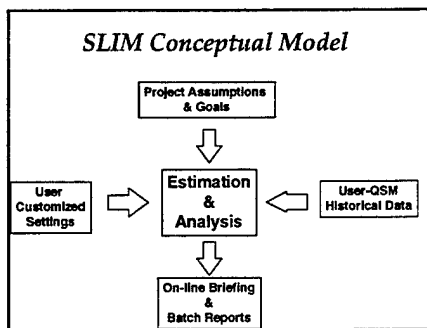 SLIM Conceptual Model
Project Assumptions
& Goals
User
Customized
Settings
Estimation
&
Analysis
User-QSM
Historical Data
On-line Briefing
&
Batch Reports